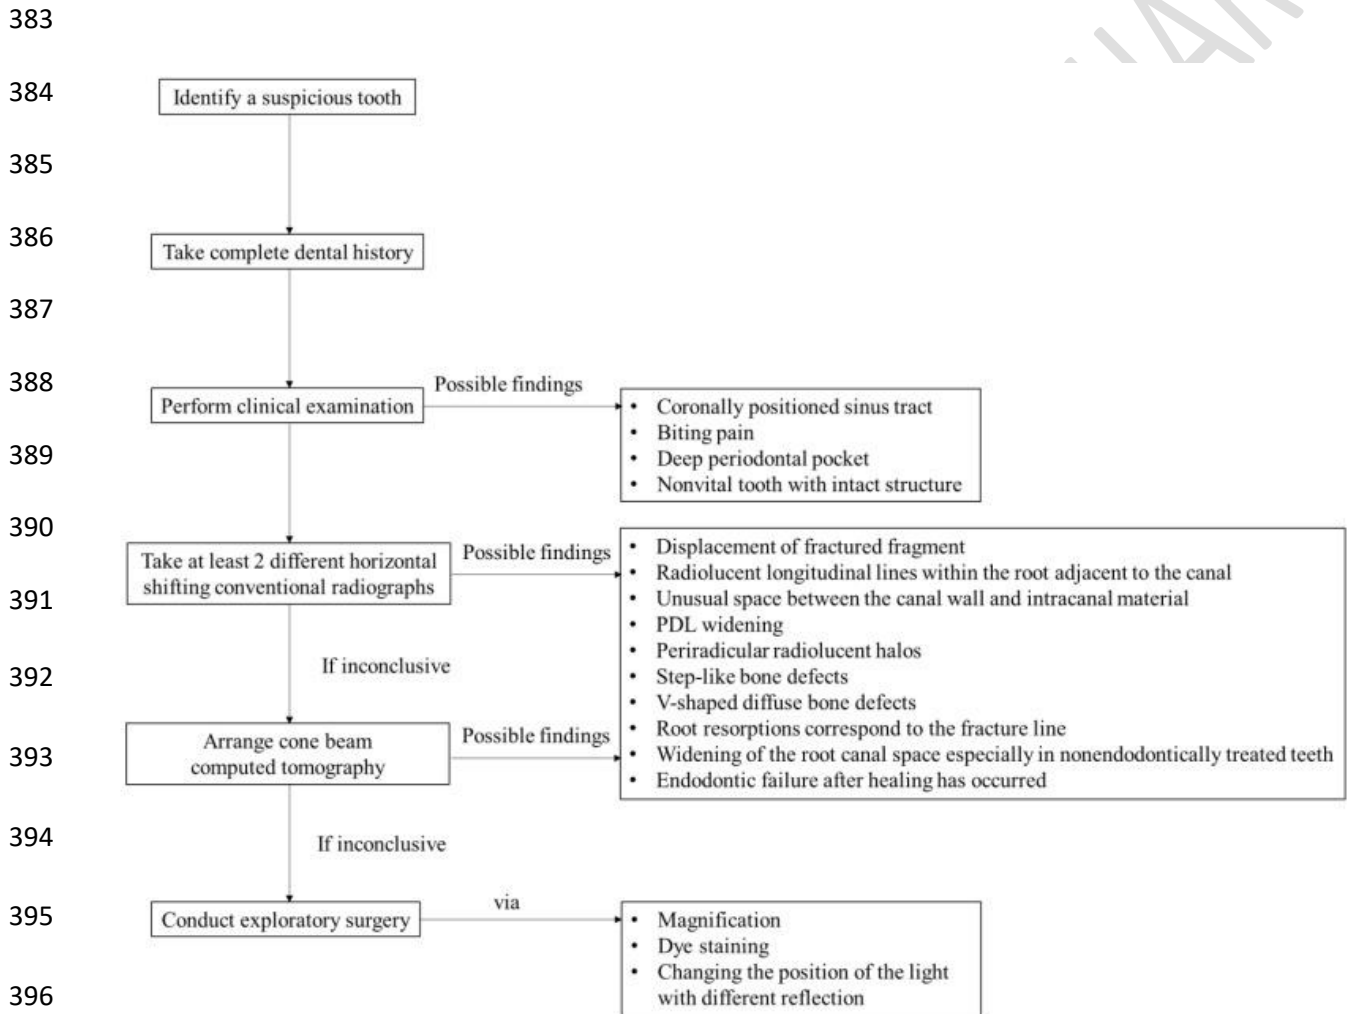 383
384
Identify a suspicious tooth
385
386
Take complete dental history
387
388
Perform clinical examination
Possible findings
• Coronally positioned sinus tract
• Biting pain
389
• Deep periodontal pocket
• Nonvital tooth with intact structure
390
Take at least 2 different horizontal
shifting conventional radiographs
Possible findings
• Displacement of fractured fragment
• Radiolucent longitudinal lines within the root adjacent to the canal
391
• Unusual space between the canal wall and intracanal material
• PDL widening
• Periradicular radiolucent halos
If inconclusive
392
• Step-like bone defects
• V-shaped diffuse bone defects
• Root resorptions correspond to the fracture line
Arrange cone beam
computed tomography
Possible findings
393
• Widening of the root canal space especially in nonendodontically treated teeth
• Endodontic failure after healing has occurred
394
If inconclusive
395
Conduct exploratory surgery
via
• Magnification
• Dye staining
• Changing the position of the light
396
with different reflection